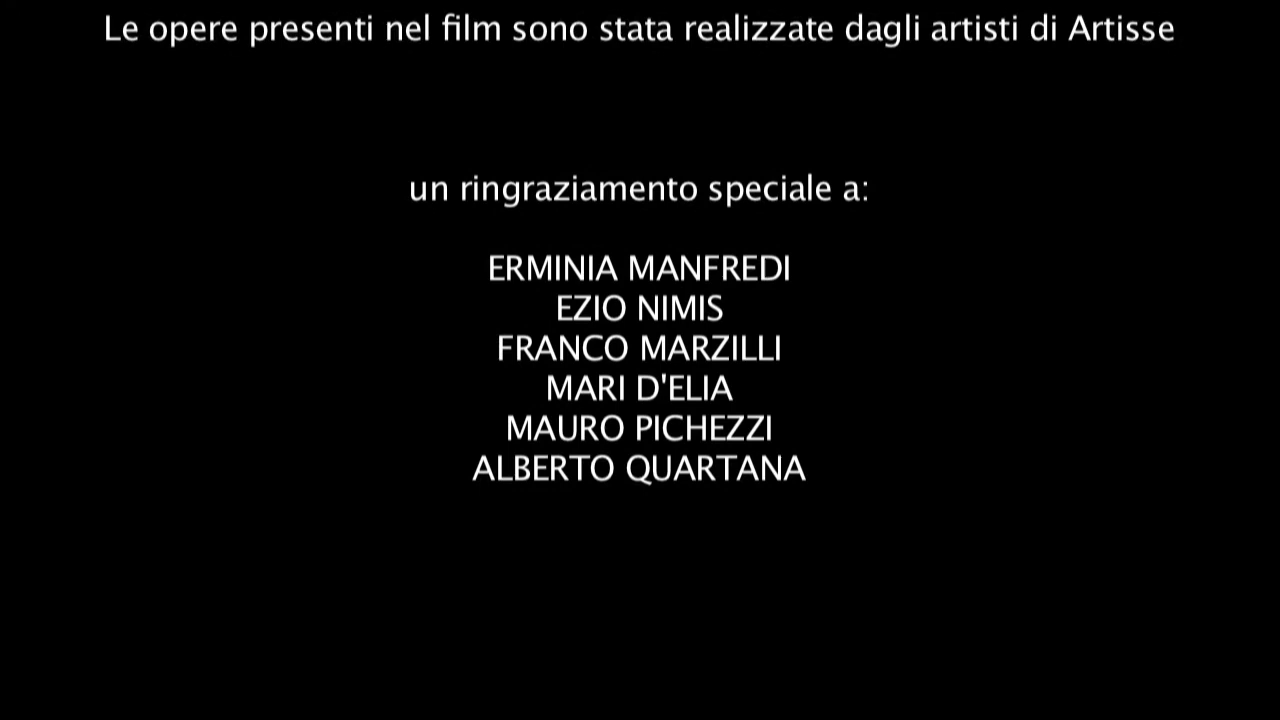 Le opere presenti nel film sono stata realizzate dagli artisti di Artisse
un ringraziamento speciale a:
ERMINIA MANFREDI
EZIO NIMIS
FRANCO MARZILLI
MARI D'ELIA
MAURO PICHEZZI
ALBERTO QUARTANA